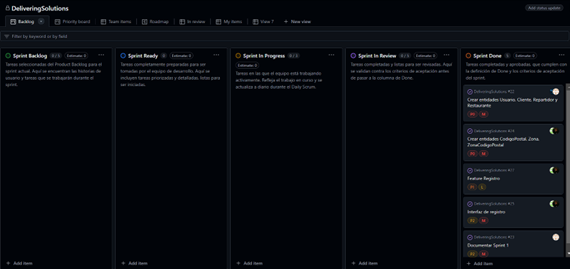 DeliveringSolutions
Add status update
Backlog
Priority board
Team items
Roadmap
In review
My items
View 7
New view
Filter by keyword or by field
Sprint Backlog 0 / 5 Estimate: 0
Tareas seleccionadas del Product Backlog para el
sprint actual. Aquí se encuentran las historias de
usuario y tareas que se trabajarán durante el
sprint.
Add item
Sprint Ready 0 / 5 Estimate: 0
Tareas completamente preparadas para ser
tomadas por el equipo de desarrollo. Aquí se
incluyen tareas priorizadas y detalladas, listas para
ser iniciadas.
Add item
Sprint In Progress 0 / 5
Estimate: 0
Tareas en las que el equipo está trabajando
activamente. Refleja el trabajo en curso y se
actualiza a diario durante el Daily Scrum.
Add item
Sprint In Review 0 / 5 Estimate: 0
Tareas completadas y listas para ser revisadas. Aquí
se validan contra los criterios de aceptación antes
de pasar a la columna de Done.
Add item
Sprint Done Estimate: 0
Tareas completadas y aprobadas que cumplen con
la definición de Done y los criterios de aceptación
del sprint.
DeliveringSolutions
Crear entidades Usuario, Cliente, Repartidor y
Restaurante
DeliveringSolutions
Crear entidades CodigoPostal, Zona,
ZonaCodigoPostal
DeliveringSolutions
Feature Registro
DeliveringSolutions
Interfaz de registro
DeliveringSolutions
Documentar Sprint 1
Add item